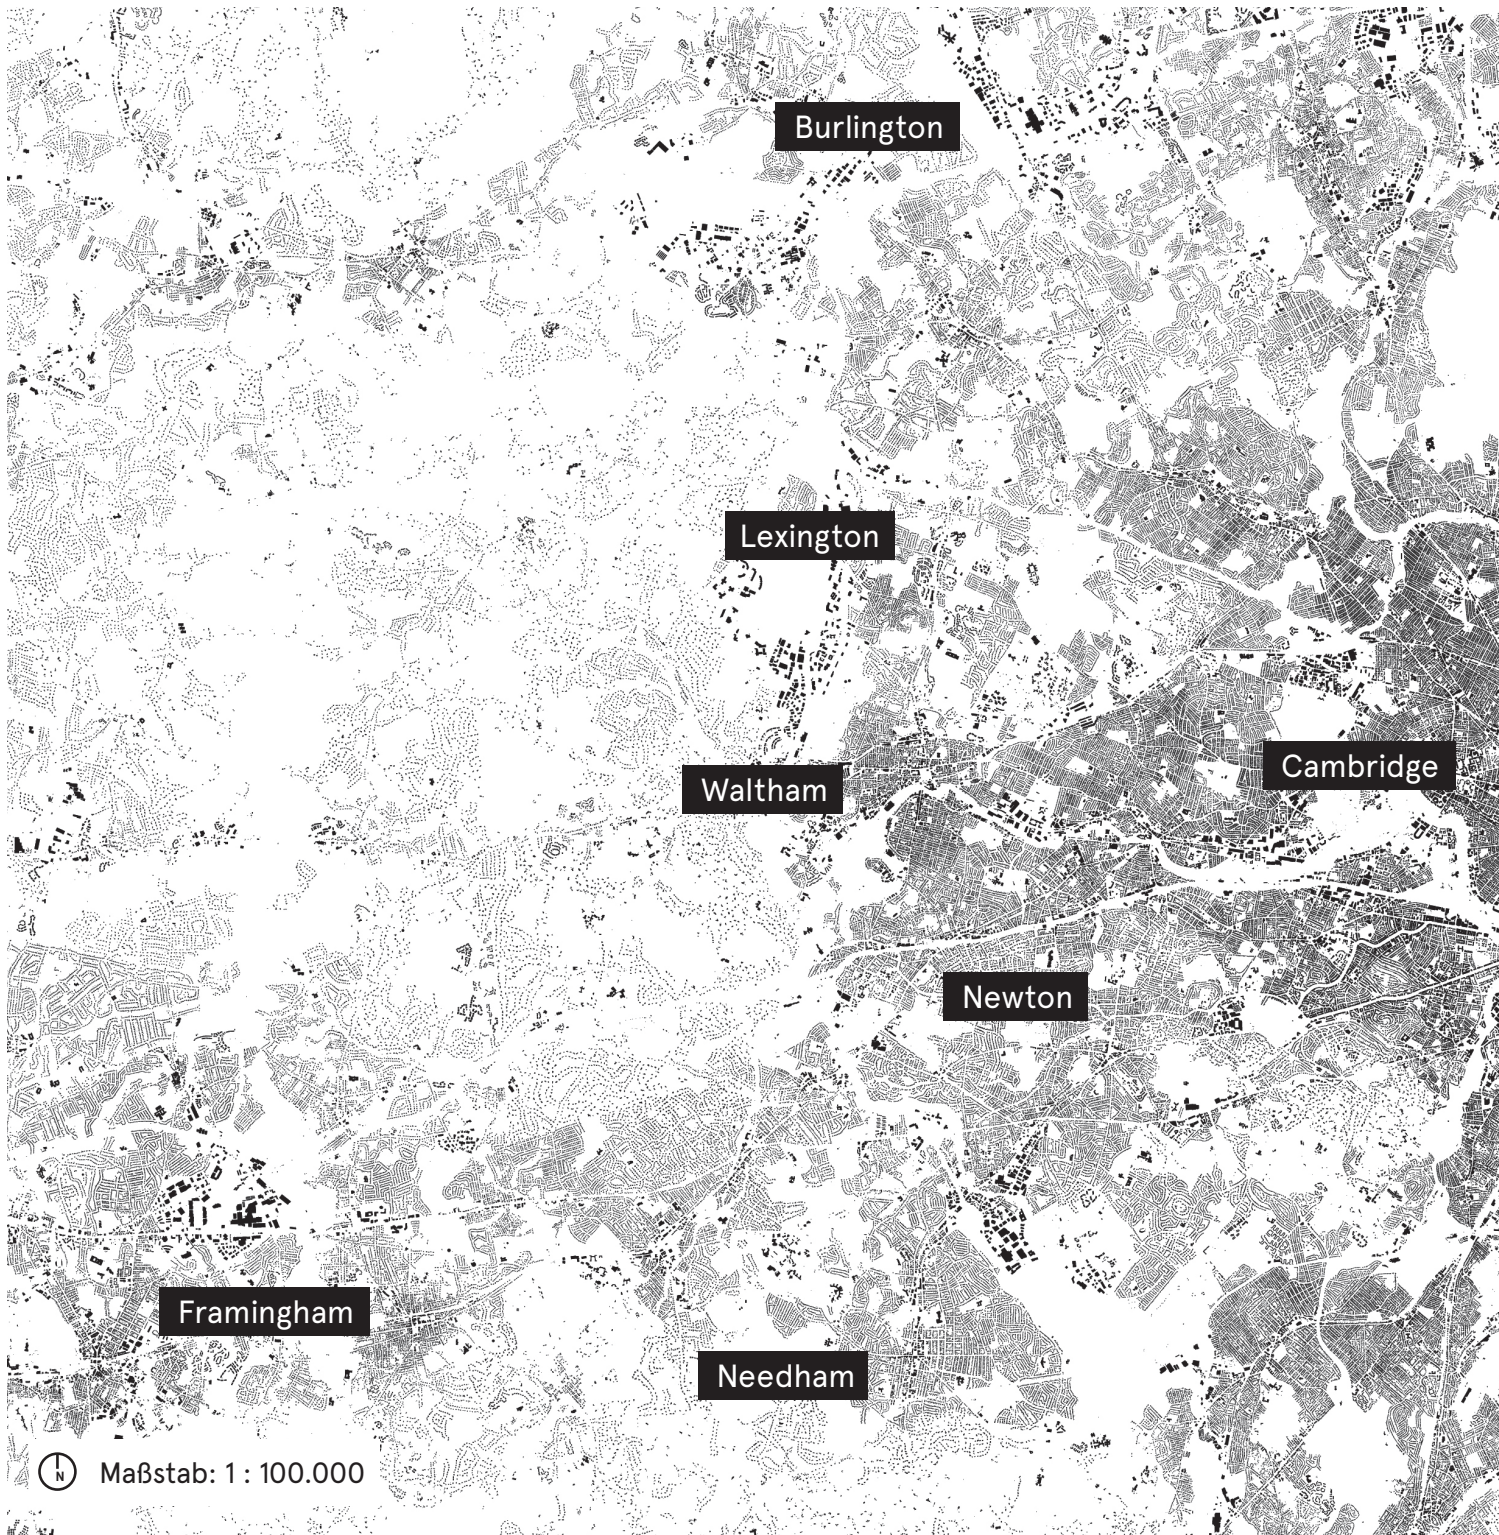 Burlington
Lexington
Cambridge
Waltham
Newton
Framingham
Needham
N
Maßstab: 1 : 100.000